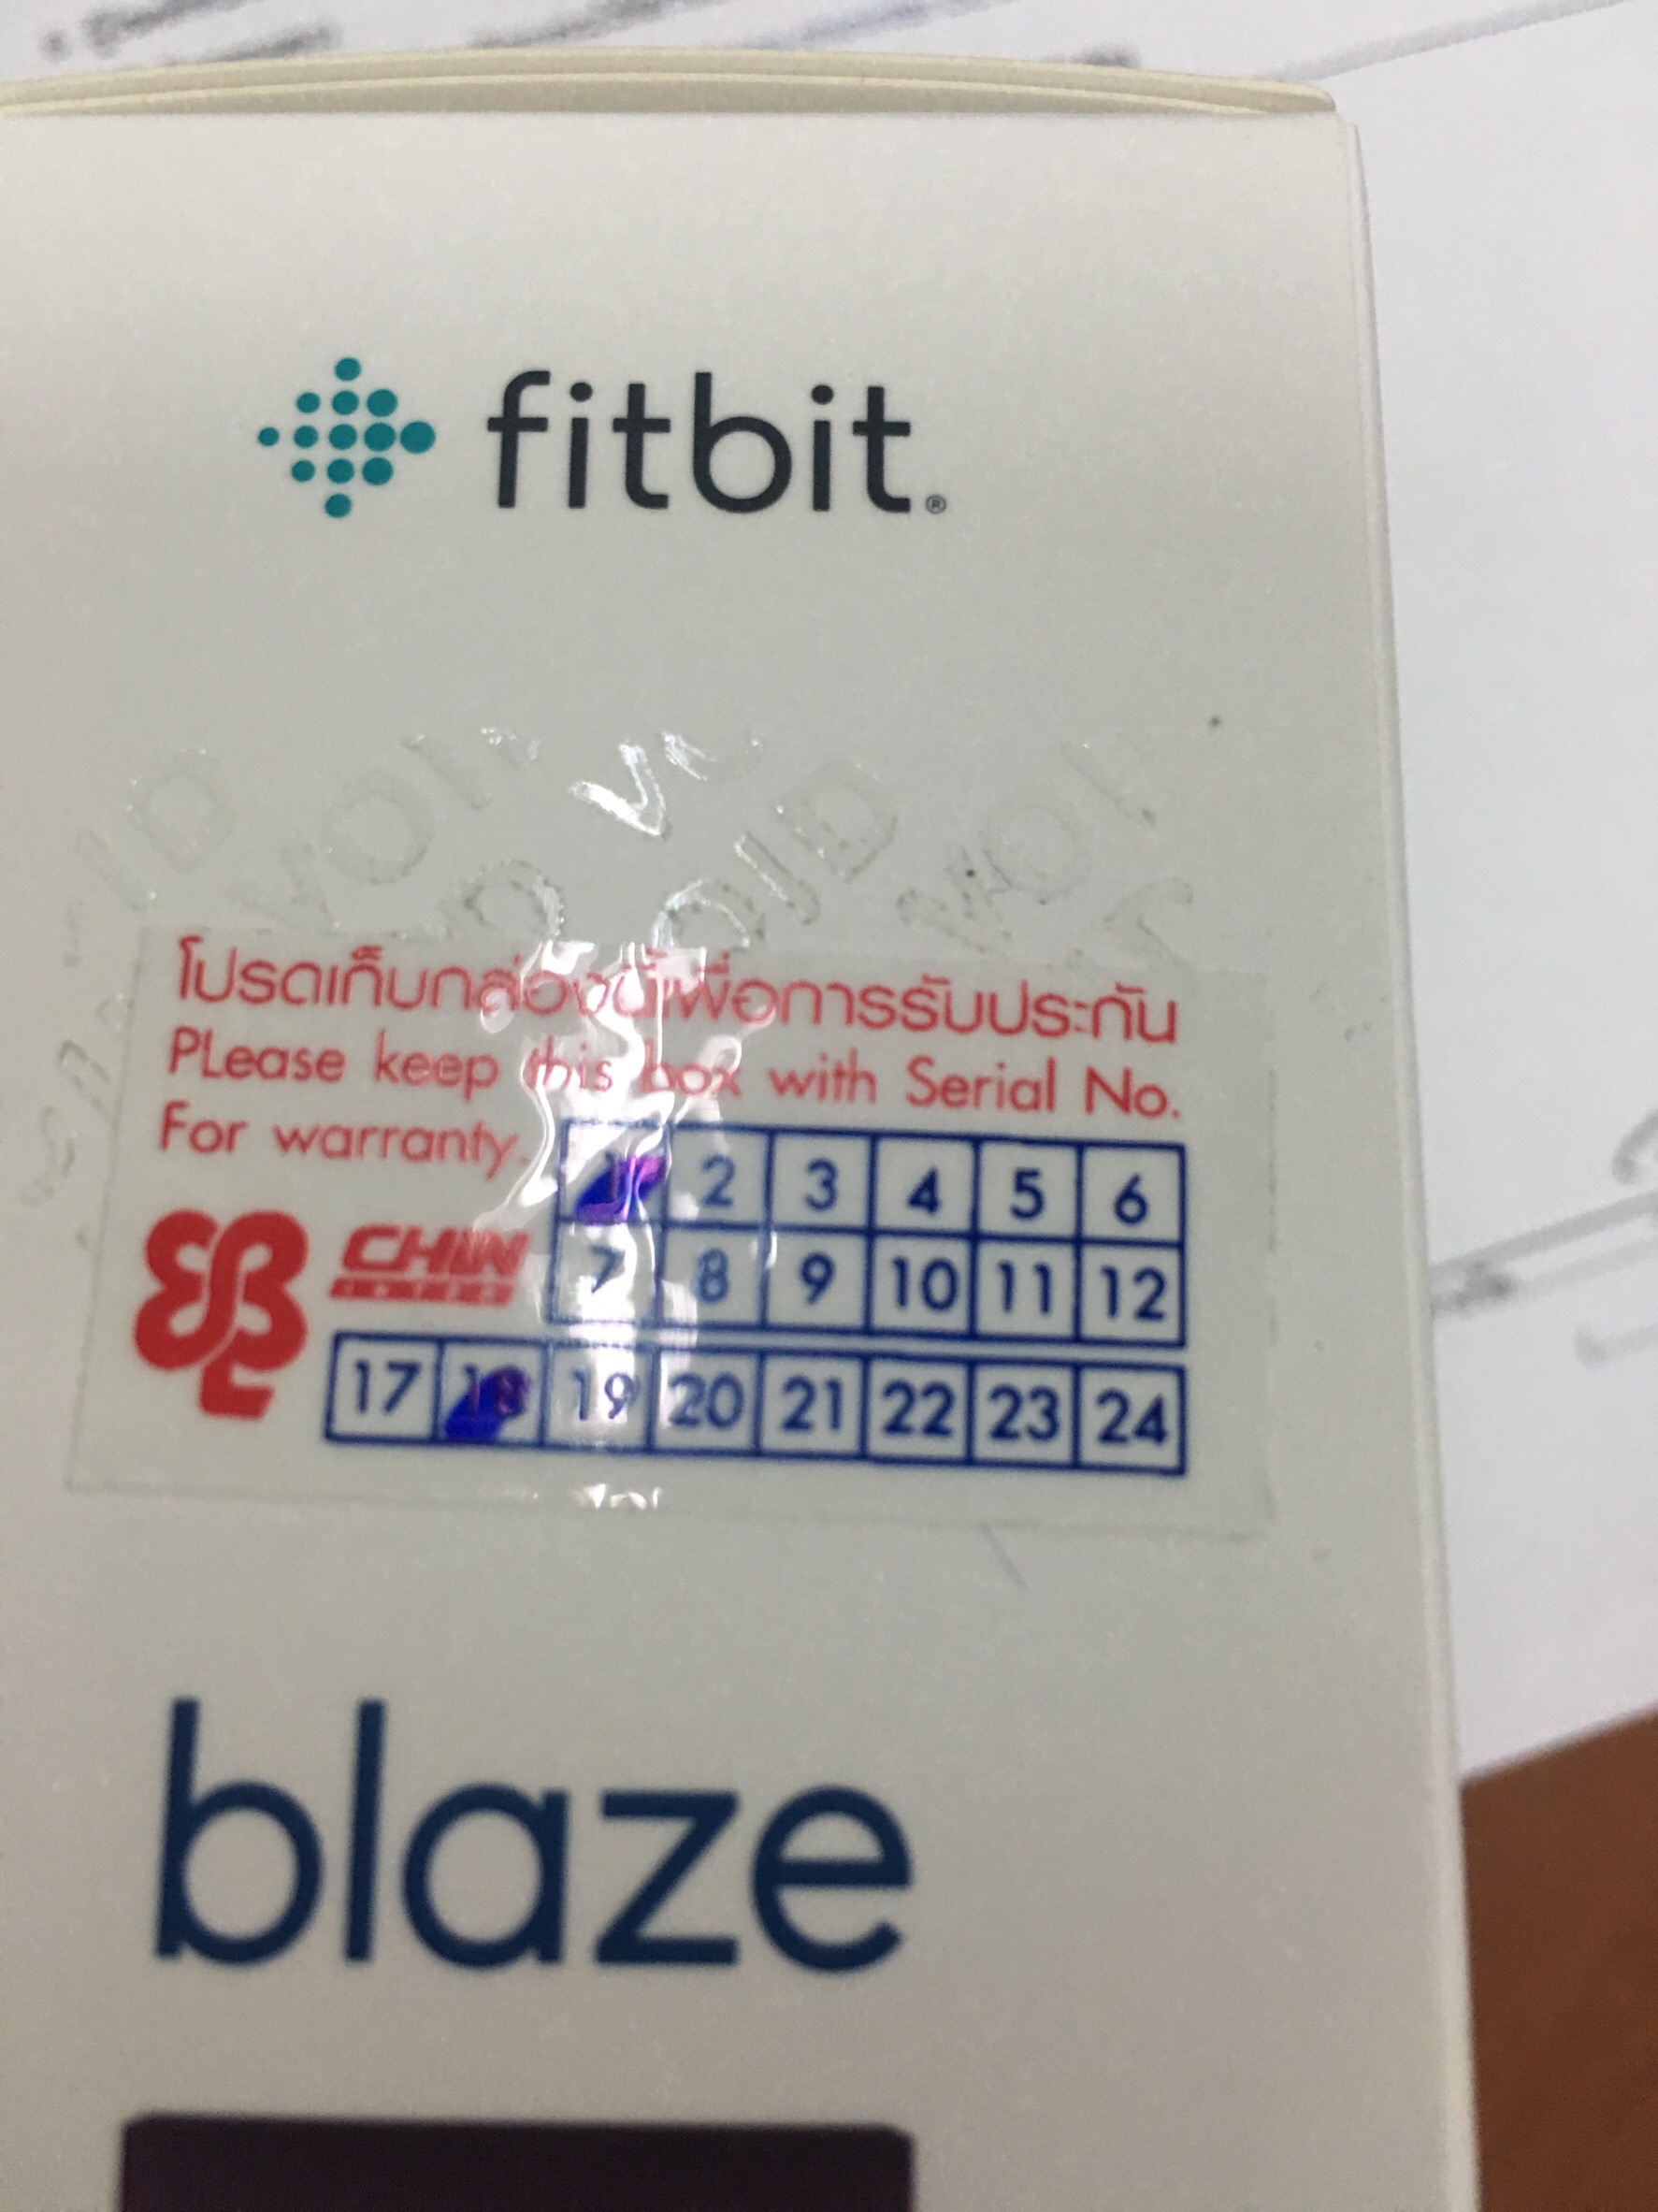 fitbit®
โปรดเก็บกล่องนี้เพื่อการรับประกัน
PLease keep this box with Serial No.
For warranty.
1 2 3 4 5 6
CHIN
INTER
7 8 9 10 11 12
17 18 19 20 21 22 23 24
blaze